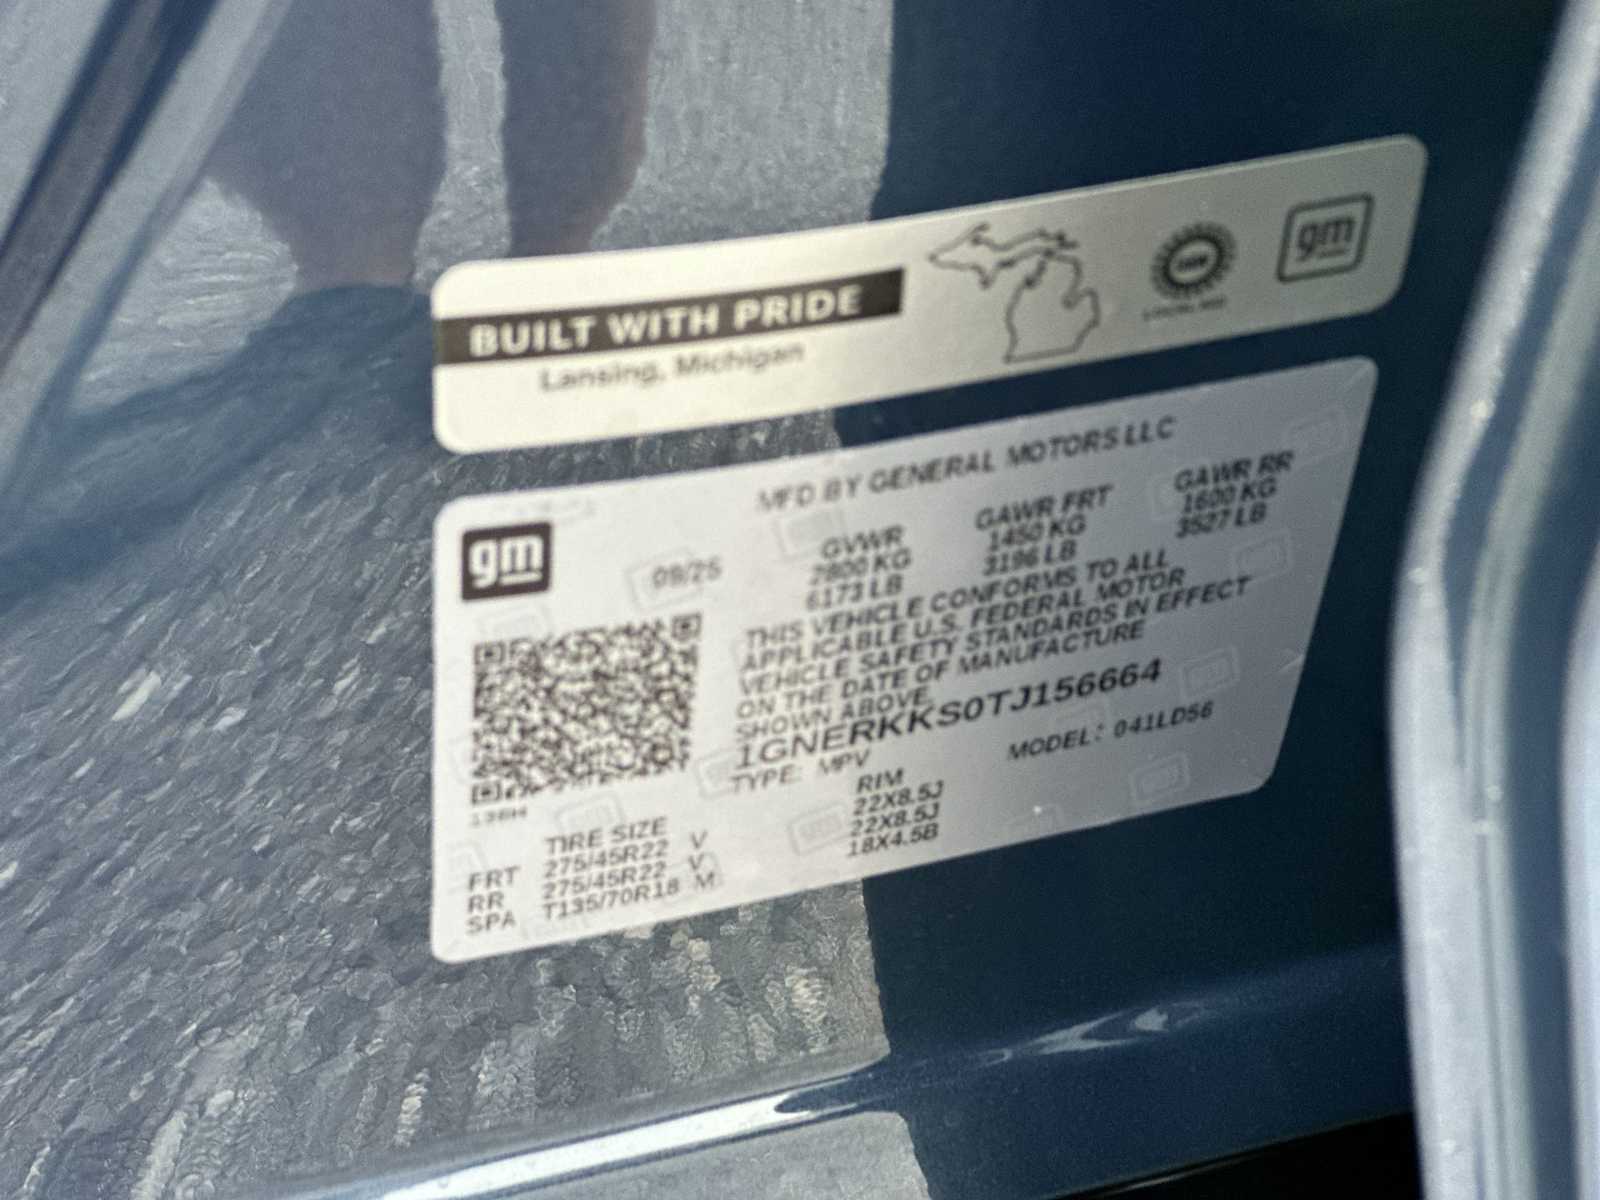 BUILT WITH PRIDE
Lansing, Michigan
gm
MFD BY GENERAL MOTORS LLC
gm
09/25
GVWR
2800 KG
6173 LB
GAWR FRT
1450 KG
3196 LB
GAWR RR
1600 KG
3527 LB
THIS VEHICLE CONFORMS TO ALL
APPLICABLE U.S. FEDERAL MOTOR
VEHICLE SAFETY STANDARDS IN EFFECT
ON THE DATE OF MANUFACTURE
SHOWN ABOVE.
1GNERKKS0TJ156664
TYPE: MPV
MODEL: 041LD56
TIRE SIZE RIM
FRT 275/45R22 V 22X8.5J
RR 275/45R22 V 22X8.5J
SPA T135/70R18 M 18X4.5B